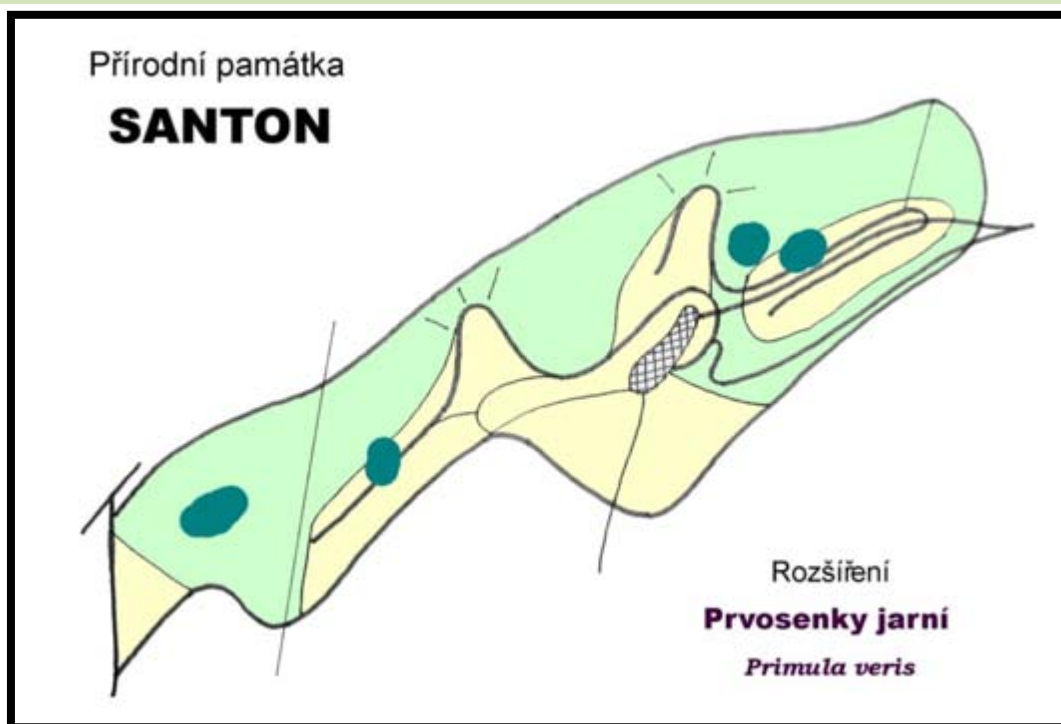 Přírodní památka
SANTON
Rozšíření
Prvosenky jarní
Primula veris